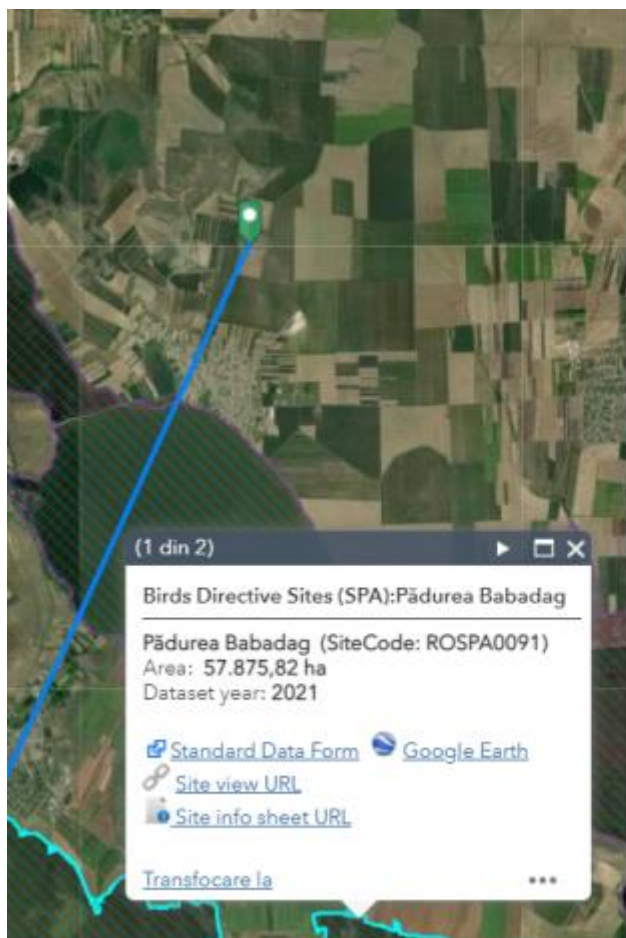 (1 din 2)
Birds Directive Sites (SPA):Pădurea Babadag
Pădurea Babadag (SiteCode: ROSPA0091)
Area: 57.875,82 ha
Dataset year: 2021
Standard Data Form Google Earth
Site view URL
Site info sheet URL
Transfocare la